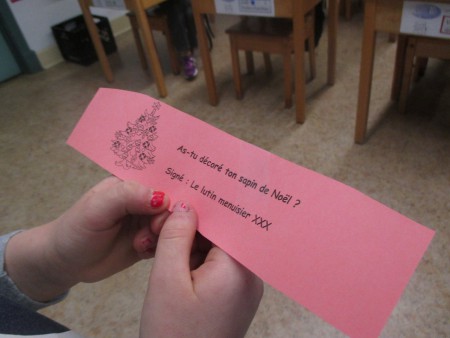 As-tu décoré ton sapin de Noël ?
Signé : Le lutin menuisier XXX